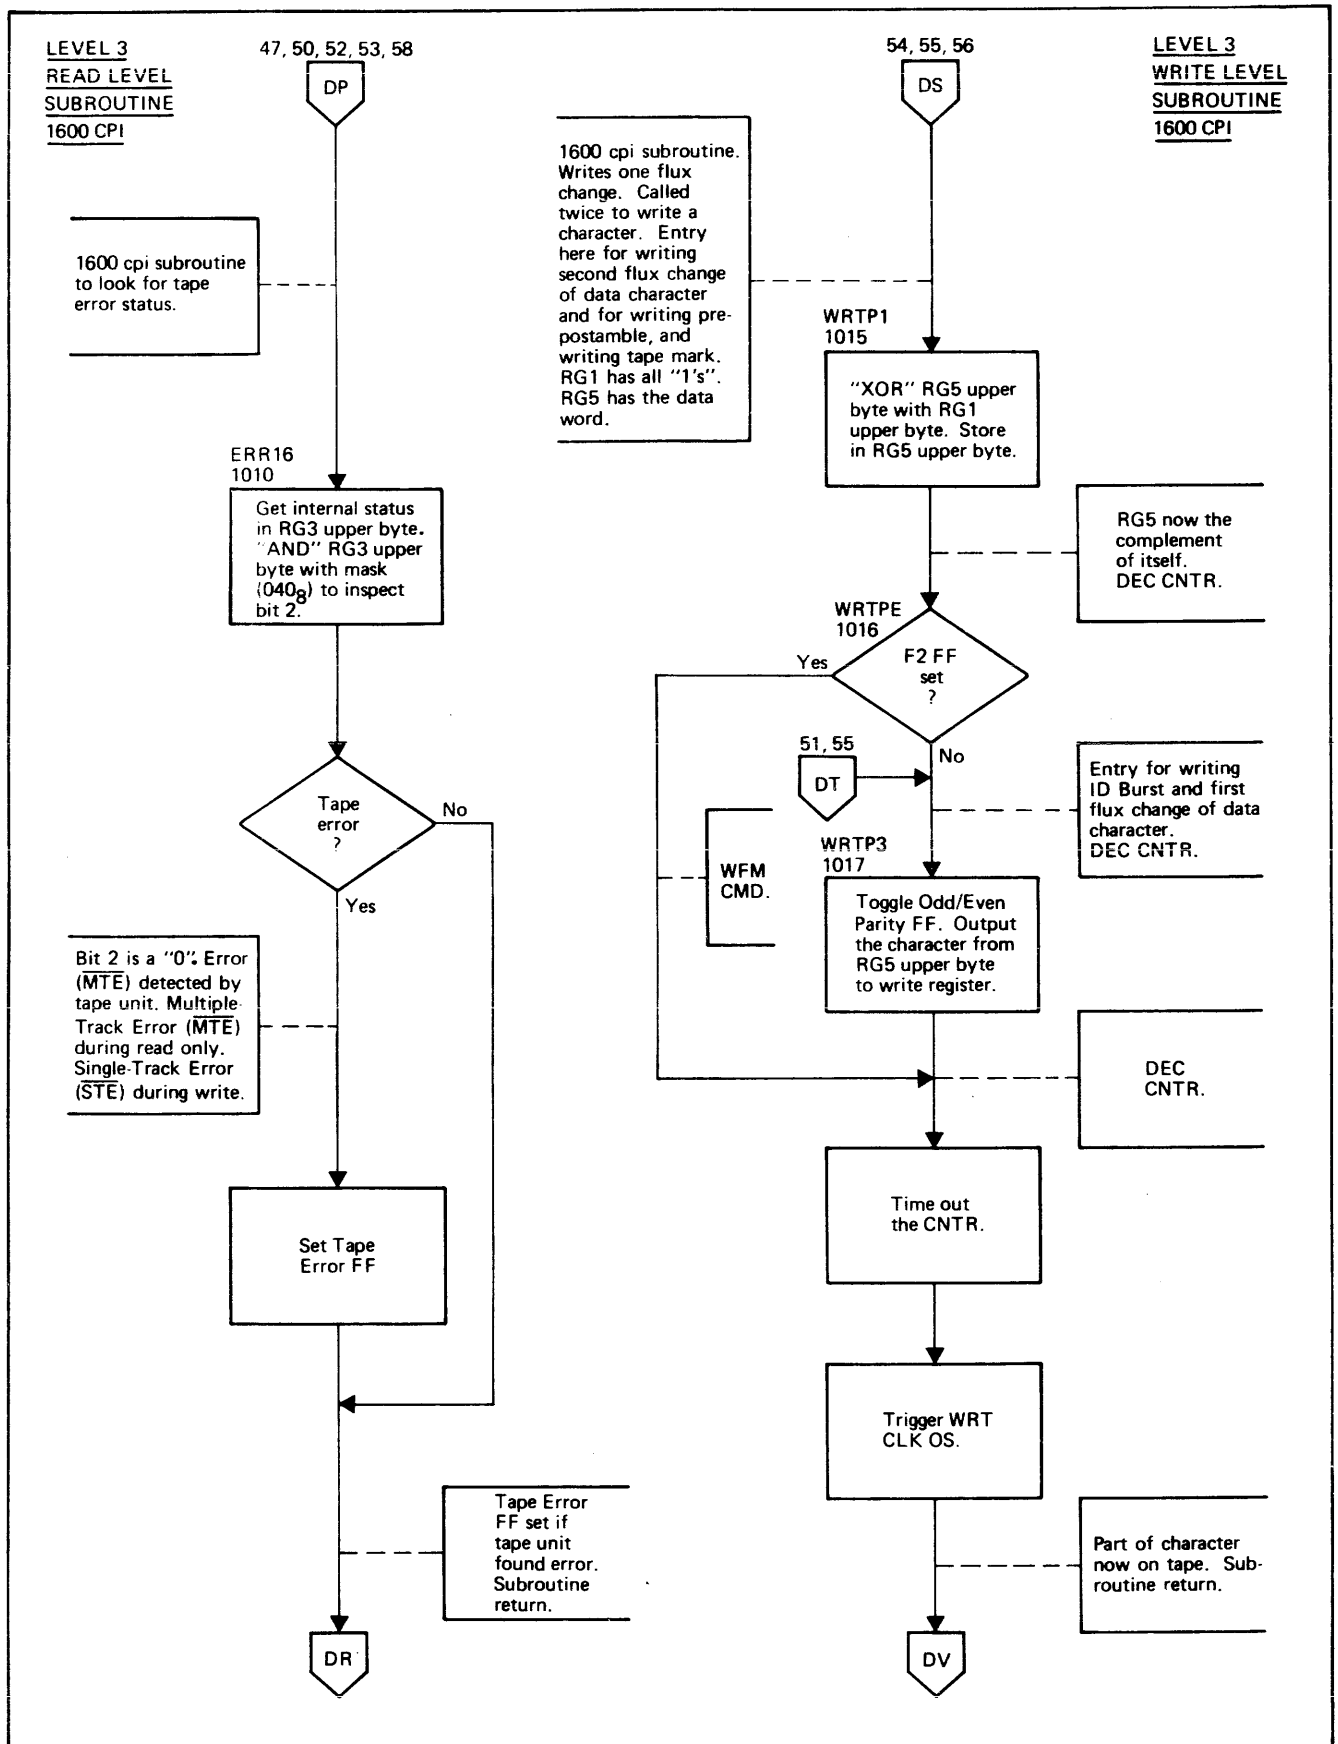 LEVEL 3
READ LEVEL
SUBROUTINE
1600 CPI
47, 50, 52, 53, 58
DP
1600 cpi subroutine
to look for tape
error status.
ERR16
1010
Get internal status
in RG3 upper byte.
"AND" RG3 upper
byte with mask
(040₈) to inspect
bit 2.
Tape
error
?
No
Yes
Bit 2 is a "0". Error
(M̅T̅E̅) detected by
tape unit. Multiple-
Track Error (M̅T̅E̅)
during read only.
Single-Track Error
(S̅T̅E̅) during write.
Set Tape
Error FF
Tape Error
FF set if
tape unit
found error.
Subroutine
return.
DR
54, 55, 56
DS
LEVEL 3
WRITE LEVEL
SUBROUTINE
1600 CPI
1600 cpi subroutine.
Writes one flux
change. Called
twice to write a
character. Entry
here for writing
second flux change
of data character
and for writing pre-
postamble, and
writing tape mark.
RG1 has all "1's".
RG5 has the data
word.
WRTP1
1015
"XOR" RG5 upper
byte with RG1
upper byte. Store
in RG5 upper byte.
RG5 now the
complement
of itself.
DEC CNTR.
WRTPE
1016
F2 FF
set
?
Yes
No
51, 55
DT
Entry for writing
ID Burst and first
flux change of data
character.
DEC CNTR.
WFM
CMD.
WRTP3
1017
Toggle Odd/Even
Parity FF. Output
the character from
RG5 upper byte
to write register.
DEC
CNTR.
Time out
the CNTR.
Trigger WRT
CLK OS.
Part of character
now on tape. Sub-
routine return.
DV